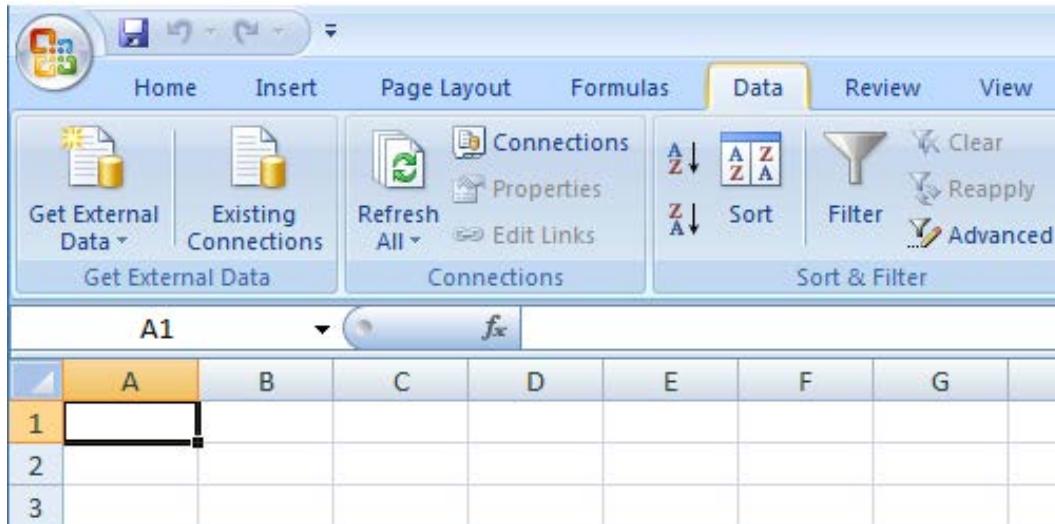 Home Insert Page Layout Formulas Data Review View
Get External Data
Existing Connections
Get External Data
Refresh All
Connections
Properties
Edit Links
Connections
A Z
Z A
A Z Z A
Sort
Filter
Clear
Reapply
Advanced
Sort & Filter
A1 fx
A B C D E F G
1
2
3